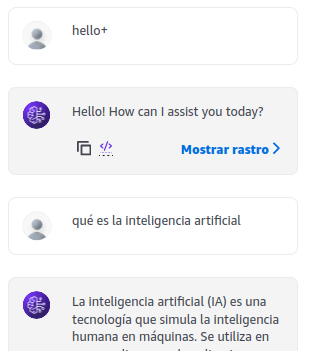 hello+
Hello! How can I assist you today?
</>
Mostrar rastro >
qué es la inteligencia artificial
La inteligencia artificial (IA) es una
tecnología que simula la inteligencia
humana en máquinas. Se utiliza en